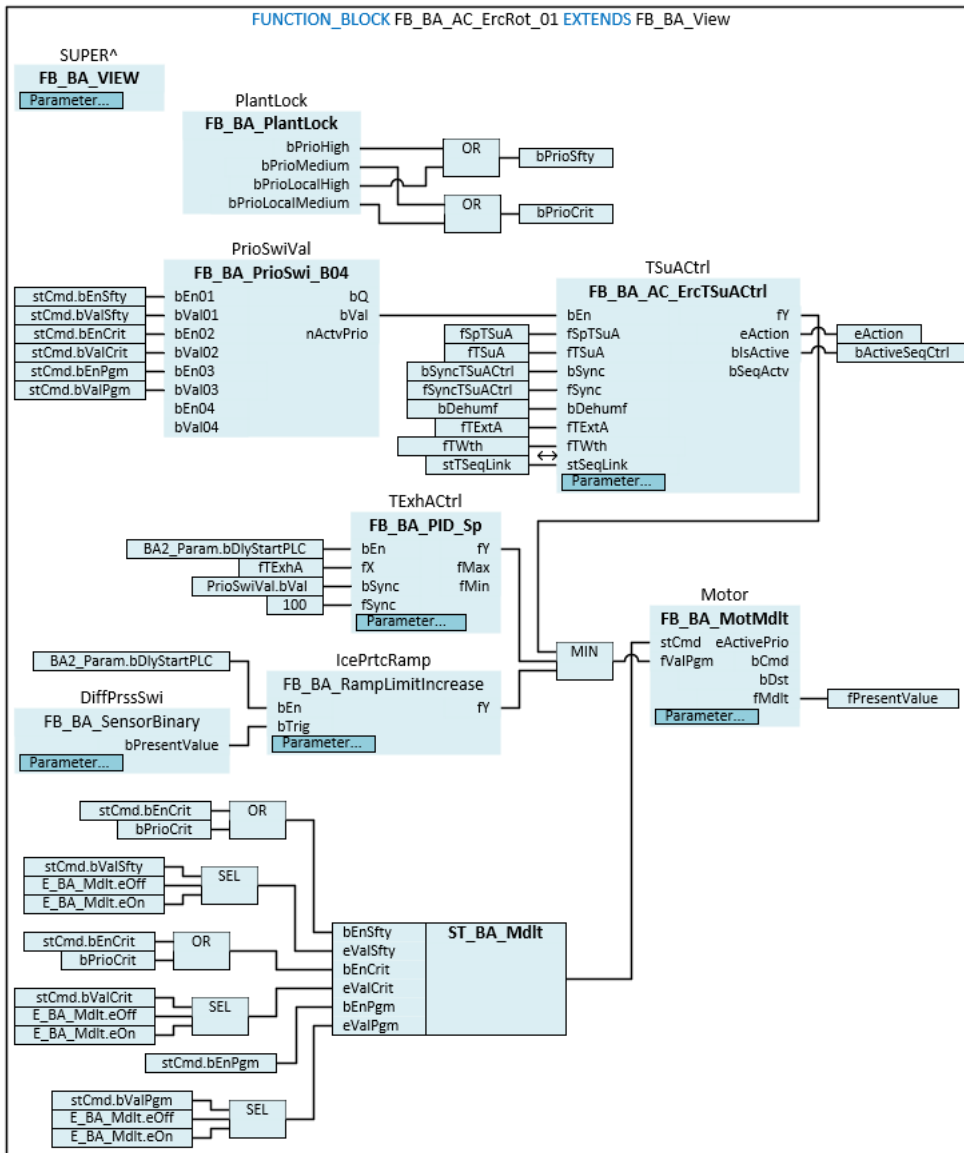 FUNCTION_BLOCK FB_BA_AC_ErcRot_01 EXTENDS FB_BA_View
SUPER^
FB_BA_VIEW
Parameter...
PlantLock
FB_BA_PlantLock
bPrioHigh
bPrioMedium
bPrioLocalHigh
bPrioLocalMedium
OR
bPrioSfty
OR
bPrioCrit
PrioSwiVal
FB_BA_PrioSwi_B04
stCmd.bEnSfty bEn01 bQ
stCmd.bValSfty bVal01 bVal
stCmd.bEnCrit bEn02 nActvPrio
stCmd.bValCrit bVal02
stCmd.bEnPgm bEn03
stCmd.bValPgm bVal03
bEn04
bVal04
TSuACtrl
FB_BA_AC_ErcTSuACtrl
bEn fY
fSpTSuA fSpTSuA eAction eAction
fTSuA fTSuA bIsActive bActiveSeqCtrl
bSyncTSuACtrl bSync bSeqActv
fSyncTSuACtrl fSync
bDehumf bDehumf
fTExtA fTExtA
fTWth fTWth
stTSeqLink stSeqLink
Parameter...
TExhACtrl
FB_BA_PID_Sp
BA2_Param.bDlyStartPLC bEn fY
fTExhA fX fMax
PrioSwiVal.bVal bSync fMin
100 fSync
Parameter...
MIN
Motor
FB_BA_MotMdlt
stCmd eActivePrio
fValPgm bCmd
bDst
fMdlt fPresentValue
Parameter...
BA2_Param.bDlyStartPLC
IcePrtcRamp
FB_BA_RampLimitIncrease
bEn fY
bTrig
Parameter...
DiffPrssSwi
FB_BA_SensorBinary
bPresentValue
Parameter...
stCmd.bEnCrit OR
bPrioCrit
stCmd.bValSfty
E_BA_Mdlt.eOff SEL
E_BA_Mdlt.eOn
stCmd.bEnCrit OR
bPrioCrit
stCmd.bValCrit
E_BA_Mdlt.eOff SEL
E_BA_Mdlt.eOn
stCmd.bEnPgm
stCmd.bValPgm
E_BA_Mdlt.eOff SEL
E_BA_Mdlt.eOn
bEnSfty ST_BA_Mdlt
eValSfty
bEnCrit
eValCrit
bEnPgm
eValPgm